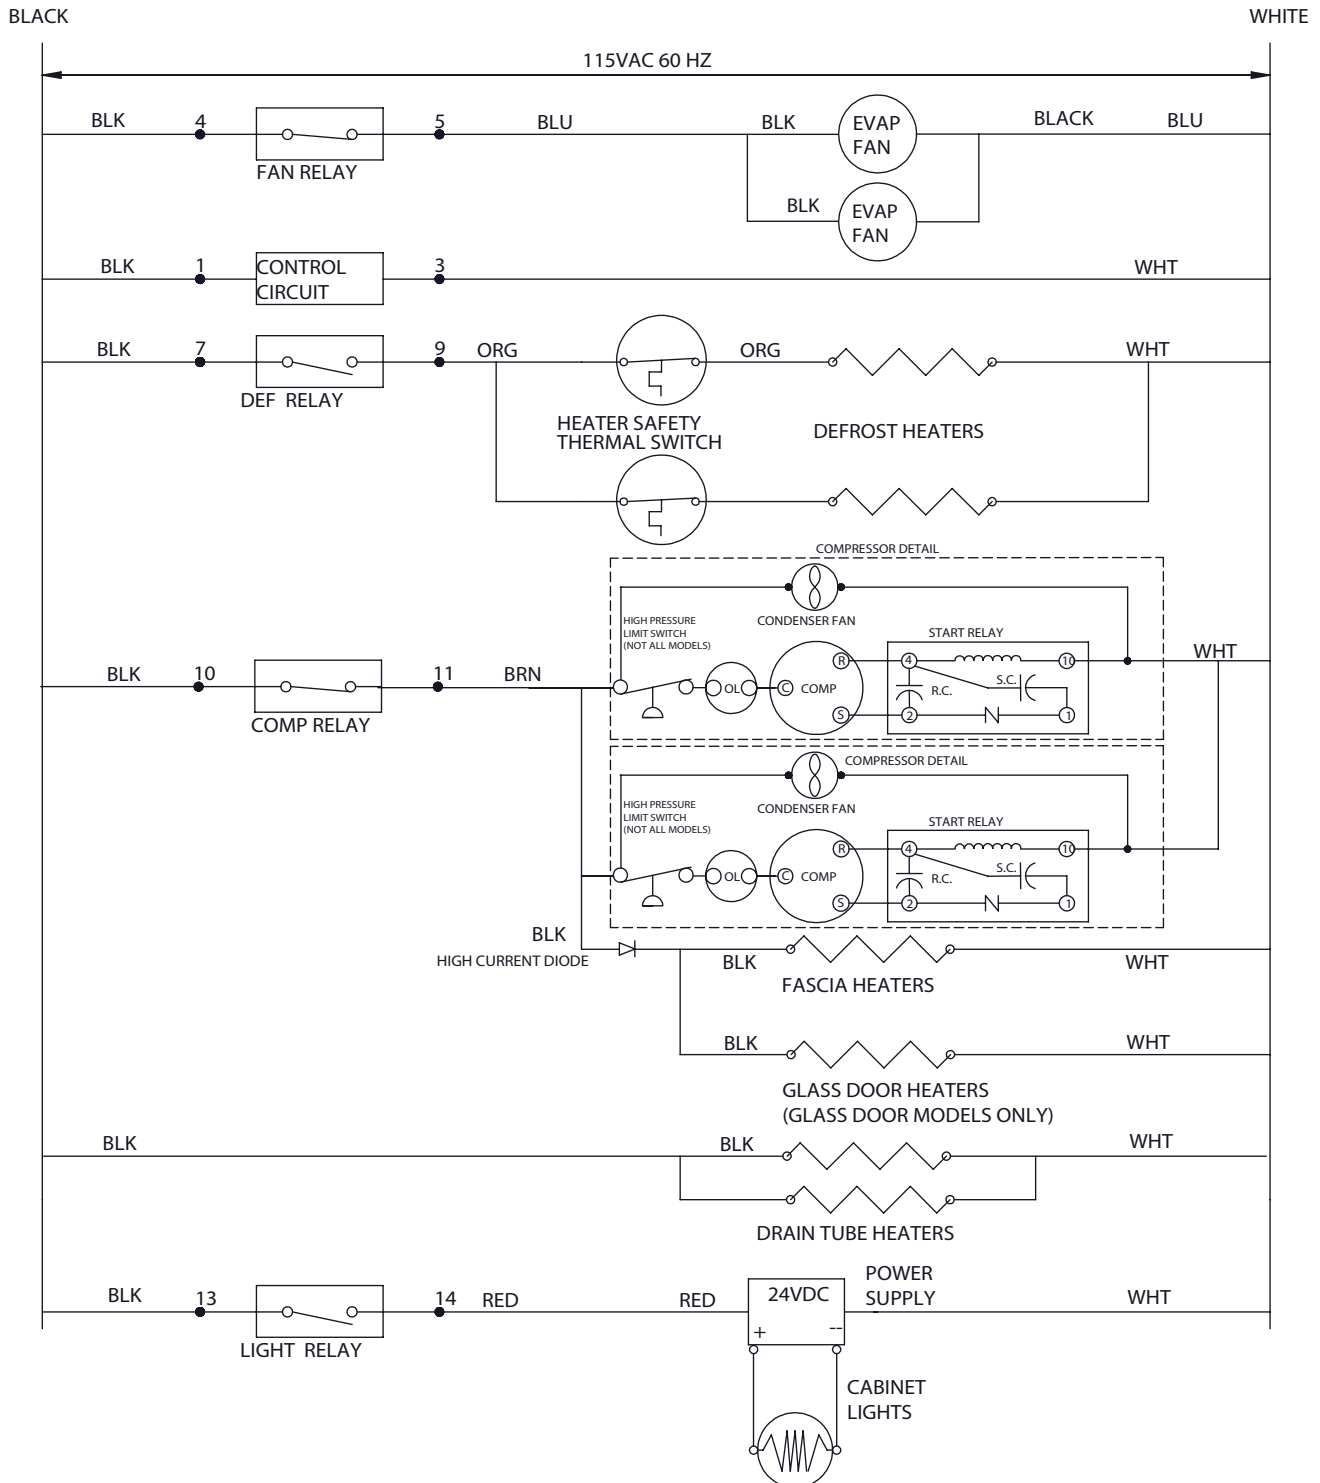 BLACK
WHITE
115VAC 60 HZ
BLK
4
5
BLU
BLK
EVAP
FAN
BLACK
BLU
FAN RELAY
BLK
EVAP
FAN
BLK
1
CONTROL
CIRCUIT
3
WHT
BLK
7
9
ORG
ORG
WHT
DEF RELAY
HEATER SAFETY
THERMAL SWITCH
DEFROST HEATERS
COMPRESSOR DETAIL
HIGH PRESSURE
LIMIT SWITCH
(NOT ALL MODELS)
CONDENSER FAN
START RELAY
WHT
BLK
10
11
BRN
OL
C
COMP
R
S
4
10
R.C.
S.C.
2
N
1
COMP RELAY
COMPRESSOR DETAIL
HIGH PRESSURE
LIMIT SWITCH
(NOT ALL MODELS)
CONDENSER FAN
START RELAY
OL
C
COMP
R
S
4
10
R.C.
S.C.
2
N
1
BLK
HIGH CURRENT DIODE
BLK
WHT
FASCIA HEATERS
BLK
WHT
GLASS DOOR HEATERS
(GLASS DOOR MODELS ONLY)
BLK
BLK
WHT
DRAIN TUBE HEATERS
BLK
13
14
RED
RED
24VDC
+
--
POWER
SUPPLY
WHT
LIGHT RELAY
CABINET
LIGHTS